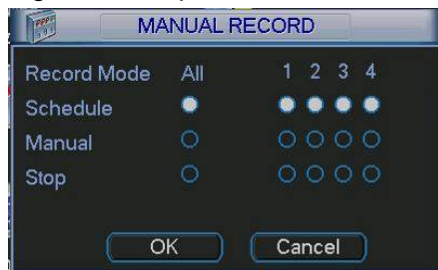 MANUAL RECORD
Record Mode All 1 2 3 4
Schedule
Manual
Stop
OK Cancel